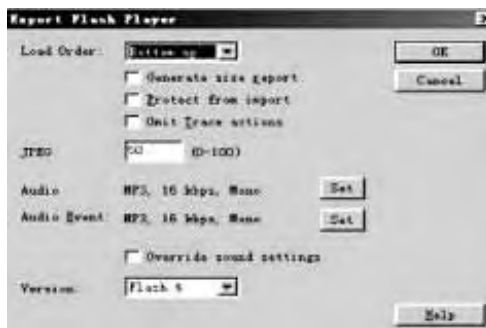 Export Flash Player
Load Order: Bottom up
OK
Generate size report
Cancel
Protect from import
Omit Trace actions
JPEG 50 (0-100)
Audio MP3, 16 kbps, Mono Set
Audio Event: MP3, 16 kbps, Mono Set
Override sound settings
Version: Flash 5
Help